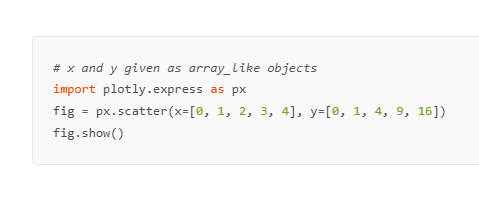 # x and y given as array_like objects
import plotly.express as px
fig = px.scatter(x=[0, 1, 2, 3, 4], y=[0, 1, 4, 9, 16])
fig.show()